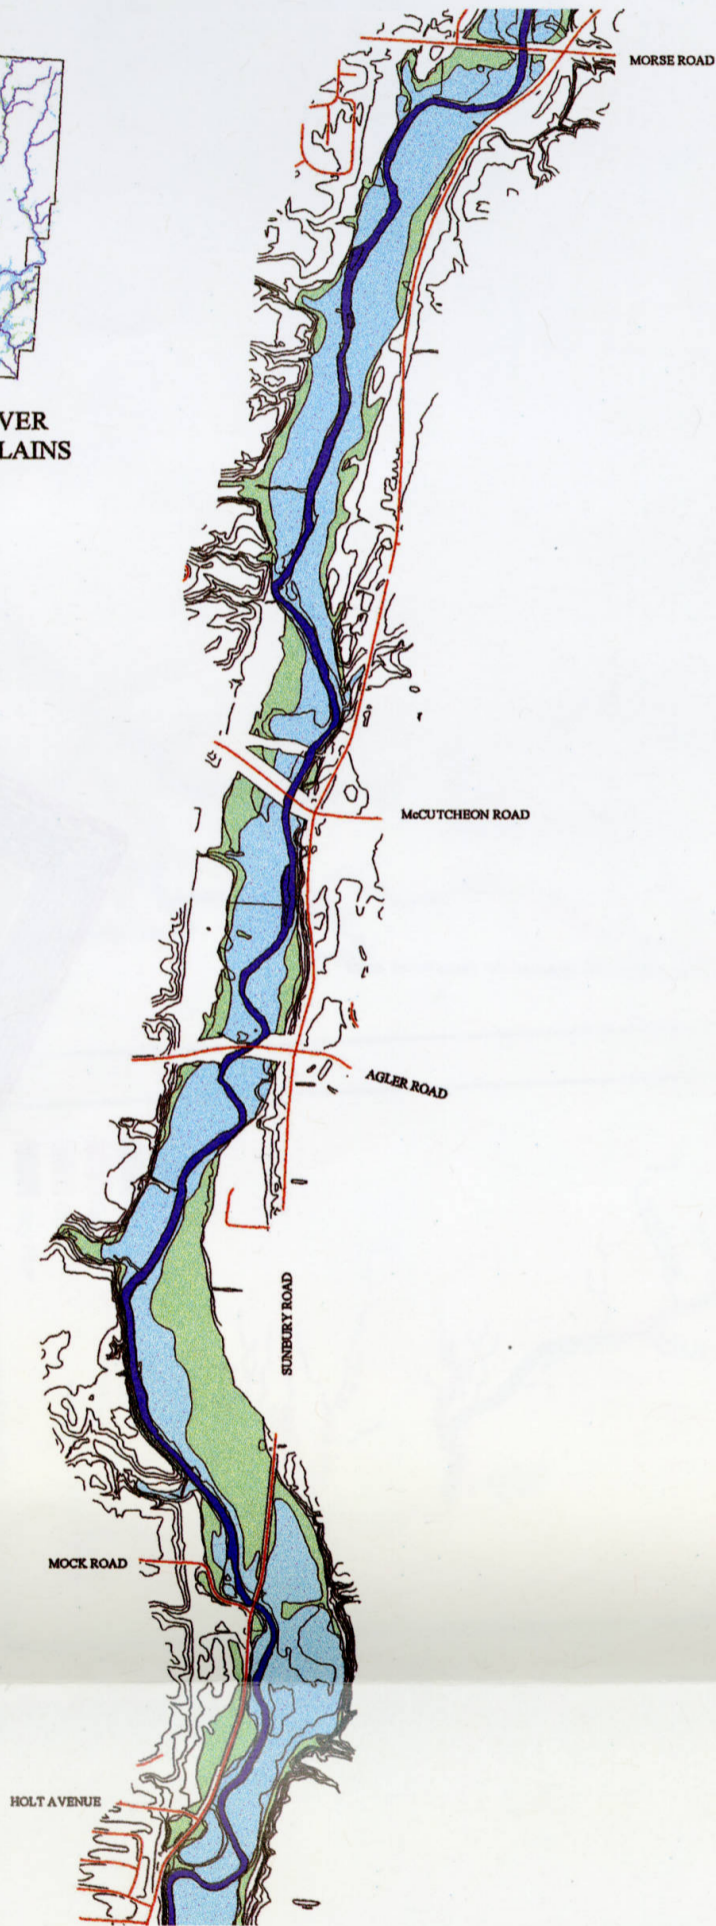 MORSE ROAD
VER
LAINS
McCUTCHEON ROAD
AGLER ROAD
SUNBURY ROAD
MOCK ROAD
HOLT AVENUE